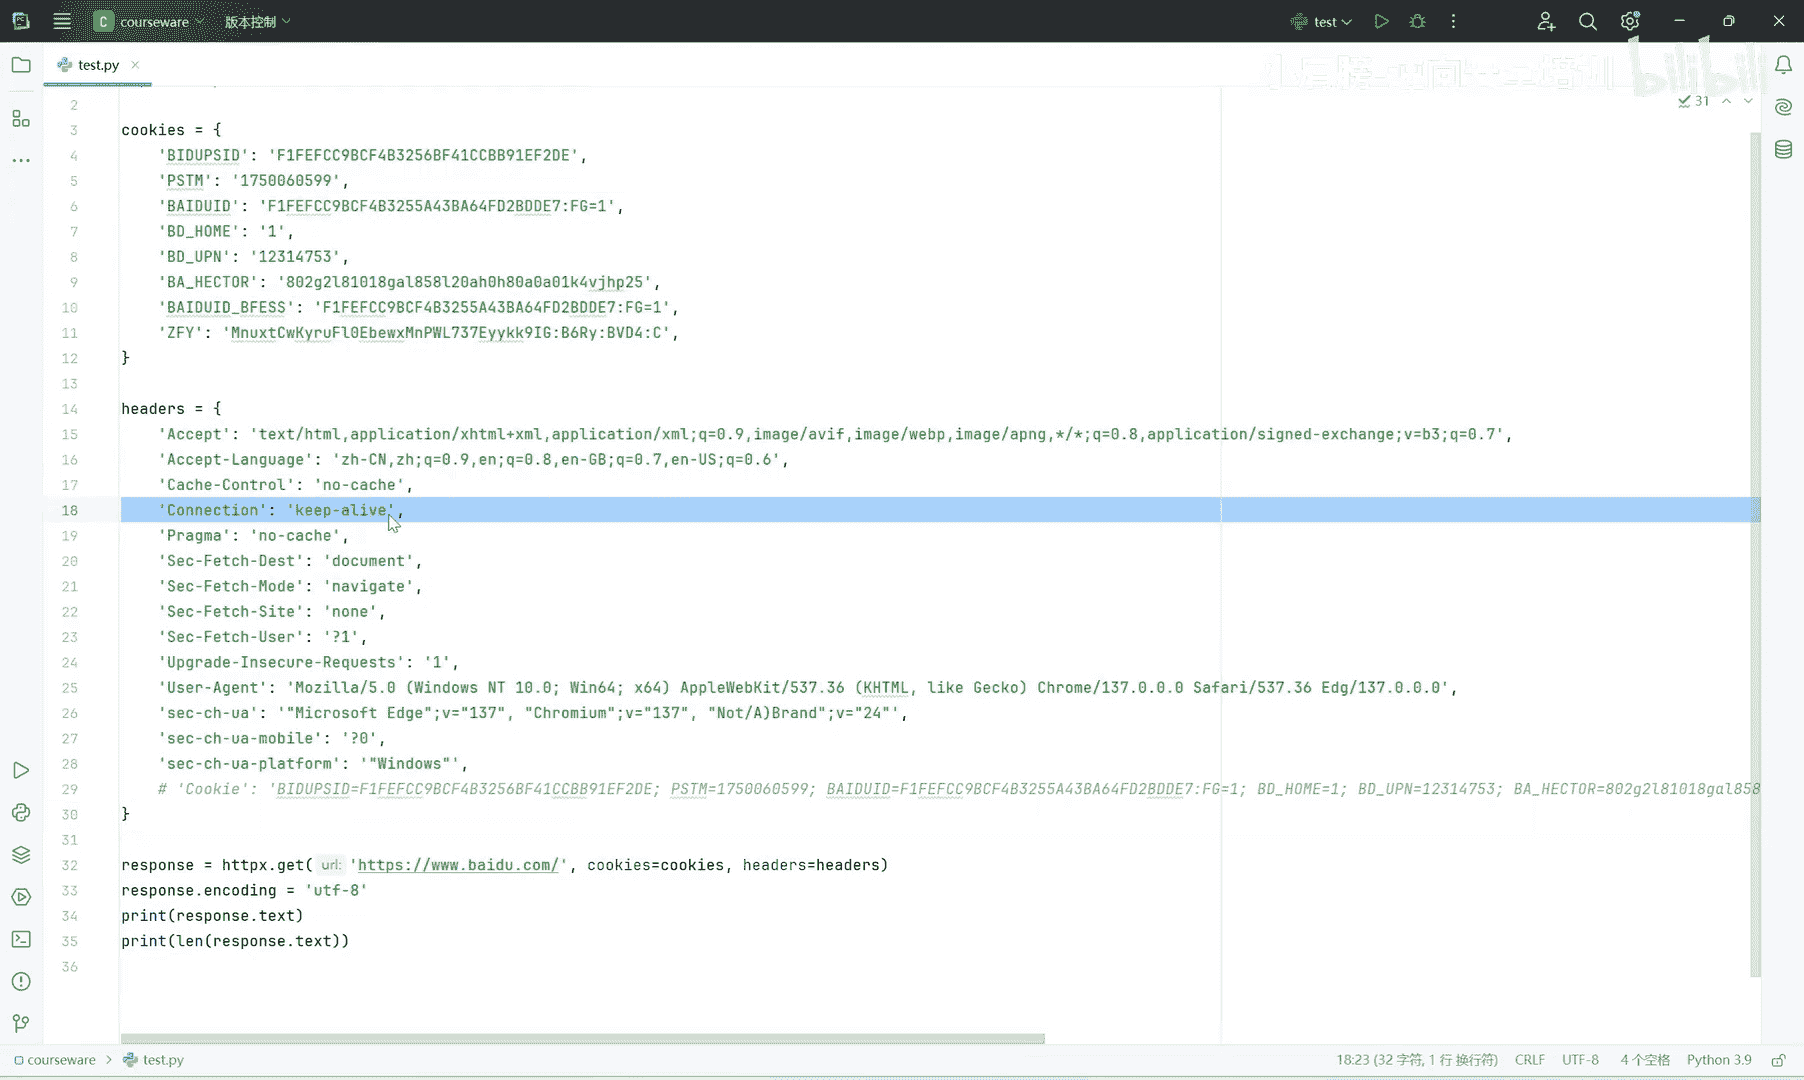 PC C courseware 版本控制 test
test.py
bilibili
31
2
3 cookies = {
4 'BIDUPSID': 'F1FEFCC9BCF4B3256BF41CCBB91EF2DE',
5 'PSTM': '1750060599',
6 'BAIDUID': 'F1FEFCC9BCF4B3255A43BA64FD2BDDE7:FG=1',
7 'BD_HOME': '1',
8 'BD_UPN': '12314753',
9 'BA_HECTOR': '802g2l81018gal858l20ah0h80a0a01k4vjhp25',
10 'BAIDUID_BFESS': 'F1FEFCC9BCF4B3255A43BA64FD2BDDE7:FG=1',
11 'ZFY': 'MnuxtCwKyruFl0EbewxMnPWL737Eyykk9IG:B6Ry:BVD4:C',
12 }
13
14 headers = {
15 'Accept': 'text/html,application/xhtml+xml,application/xml;q=0.9,image/avif,image/webp,image/apng,*/*;q=0.8,application/signed-exchange;v=b3;q=0.7',
16 'Accept-Language': 'zh-CN,zh;q=0.9,en;q=0.8,en-GB;q=0.7,en-US;q=0.6',
17 'Cache-Control': 'no-cache',
18 'Connection': 'keep-alive',
19 'Pragma': 'no-cache',
20 'Sec-Fetch-Dest': 'document',
21 'Sec-Fetch-Mode': 'navigate',
22 'Sec-Fetch-Site': 'none',
23 'Sec-Fetch-User': '?1',
24 'Upgrade-Insecure-Requests': '1',
25 'User-Agent': 'Mozilla/5.0 (Windows NT 10.0; Win64; x64) AppleWebKit/537.36 (KHTML, like Gecko) Chrome/137.0.0.0 Safari/537.36 Edg/137.0.0.0',
26 'sec-ch-ua': '"Microsoft Edge";v="137", "Chromium";v="137", "Not/A)Brand";v="24"',
27 'sec-ch-ua-mobile': '?0',
28 'sec-ch-ua-platform': '"Windows"',
29 # 'Cookie': 'BIDUPSID=F1FEFCC9BCF4B3256BF41CCBB91EF2DE; PSTM=1750060599; BAIDUID=F1FEFCC9BCF4B3255A43BA64FD2BDDE7:FG=1; BD_HOME=1; BD_UPN=12314753; BA_HECTOR=802g2l81018gal858
30 }
31
32 response = httpx.get( url: 'https://www.baidu.com/', cookies=cookies, headers=headers)
33 response.encoding = 'utf-8'
34 print(response.text)
35 print(len(response.text))
36
courseware > test.py 18:23 (32 字符, 1 行 换行符) CRLF UTF-8 4 个空格 Python 3.9